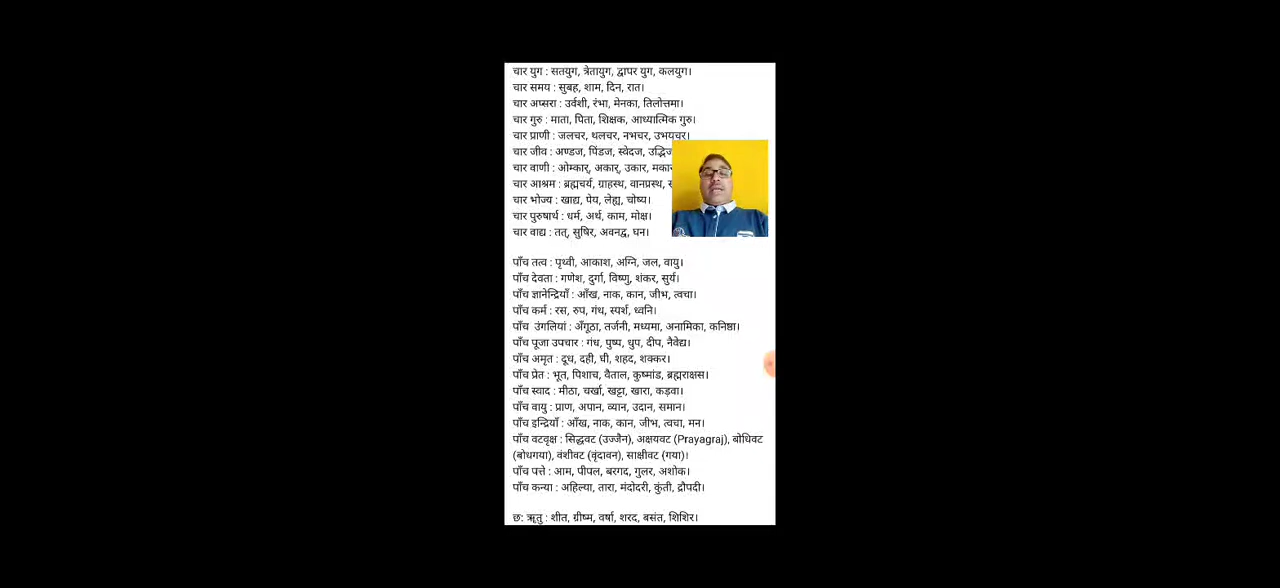 चार युग : सतयुग, त्रेतायुग, द्वापर युग, कलयुग।
चार समय : सुबह, शाम, दिन, रात।
चार अप्सरा : उर्वशी, रंभा, मेनका, तिलोत्तमा।
चार गुरु : माता, पिता, शिक्षक, आध्यात्मिक गुरु।
चार प्राणी : जलचर, थलचर, नभचर, उभयचर।
चार जीव : अण्डज, पिंडज, स्वेदज,
चार वाणी : ओम्कार्, अकार्, उकार,
चार आश्रम : ब्रह्मचर्य, ग्राहस्थ, वानप्रस्थ,
चार भोज्य : खाद्य, पेय, लेह्य, चोष्य।
चार पुरुषार्थ : धर्म, अर्थ, काम, मोक्ष।
चार वाद्य : तत्, सुषिर, अवनद्व, घन।
पाँच तत्व : पृथ्वी, आकाश, अग्नि, जल, वायु।
पाँच देवता : गणेश, दुर्गा, विष्णु, शंकर, सुर्य।
पाँच ज्ञानेन्द्रियाँ : आँख, नाक, कान, जीभ, त्वचा।
पाँच कर्म : रस, रुप, गंध, स्पर्श, ध्वनि।
पाँच उंगलियां : अँगूठा, तर्जनी, मध्यमा, अनामिका, कनिष्ठा।
पाँच पूजा उपचार : गंध, पुष्प, धुप, दीप, नैवेद्य।
पाँच अमृत : दूध, दही, घी, शहद, शक्कर।
पाँच प्रेत : भूत, पिशाच, वैताल, कुष्मांड, ब्रह्मराक्षस।
पाँच स्वाद : मीठा, चर्खा, खट्टा, खारा, कड़वा।
पाँच वायु : प्राण, अपान, व्यान, उदान, समान।
पाँच इन्द्रियाँ : आँख, नाक, कान, जीभ, त्वचा, मन।
पाँच वटवृक्ष : सिद्धवट (उज्जैन), अक्षयवट (Prayagraj), बोधिवट
(बोधगया), वंशीवट (वृंदावन), साक्षीवट (गया)।
पाँच पत्ते : आम, पीपल, बरगद, गुलर, अशोक।
पाँच कन्या : अहिल्या, तारा, मंदोदरी, कुंती, द्रौपदी।
छ: ॠतु : शीत, ग्रीष्म, वर्षा, शरद, बसंत, शिशिर।